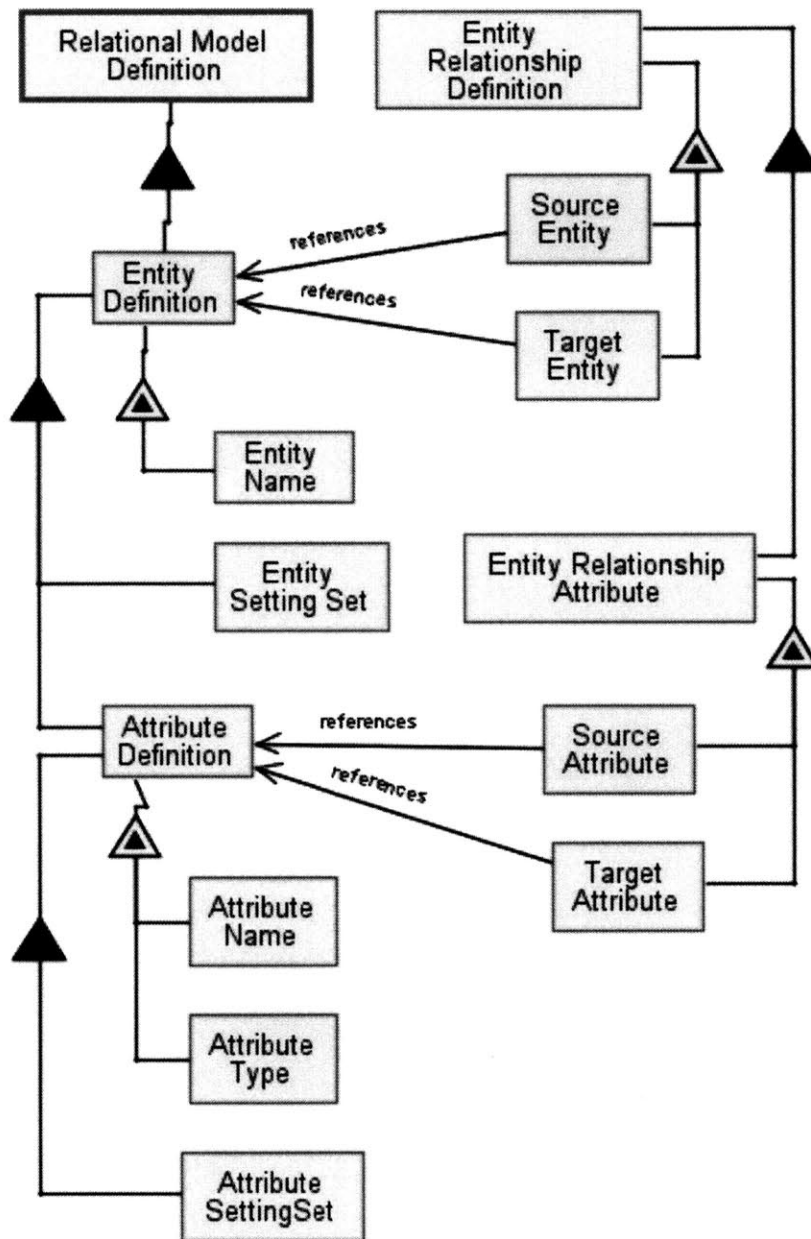 Relational Model
Definition
Entity
Relationship
Definition
Source
Entity
references
Entity
Definition
references
Target
Entity
Entity
Name
Entity
Setting Set
Entity Relationship
Attribute
Attribute
Definition
references
Source
Attribute
references
Target
Attribute
Attribute
Name
Attribute
Type
Attribute
SettingSet